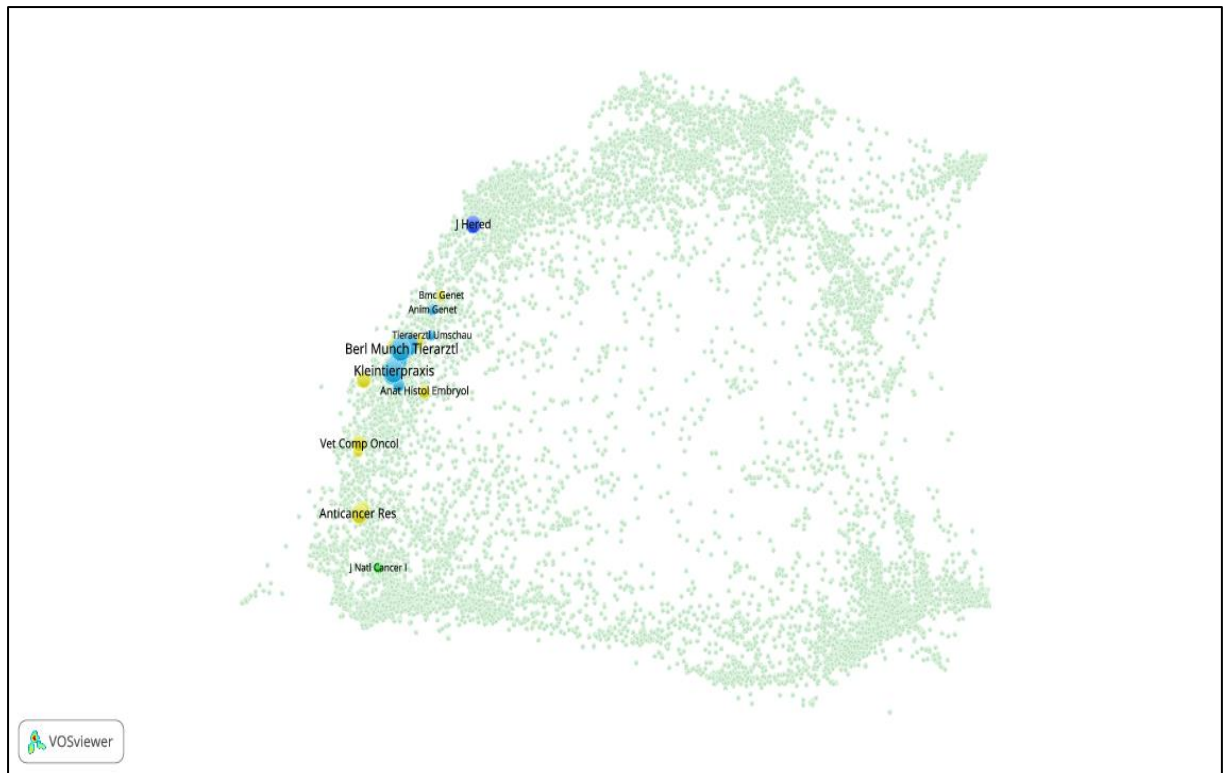 J Hered
Bmc Genet
Anim Genet
Tieraerztl Umschau
Berl Munch Tierarztl
Kleintierpraxis
Anat Histol Embryol
Vet Comp Oncol
Anticancer Res
J Natl Cancer I
VOSviewer